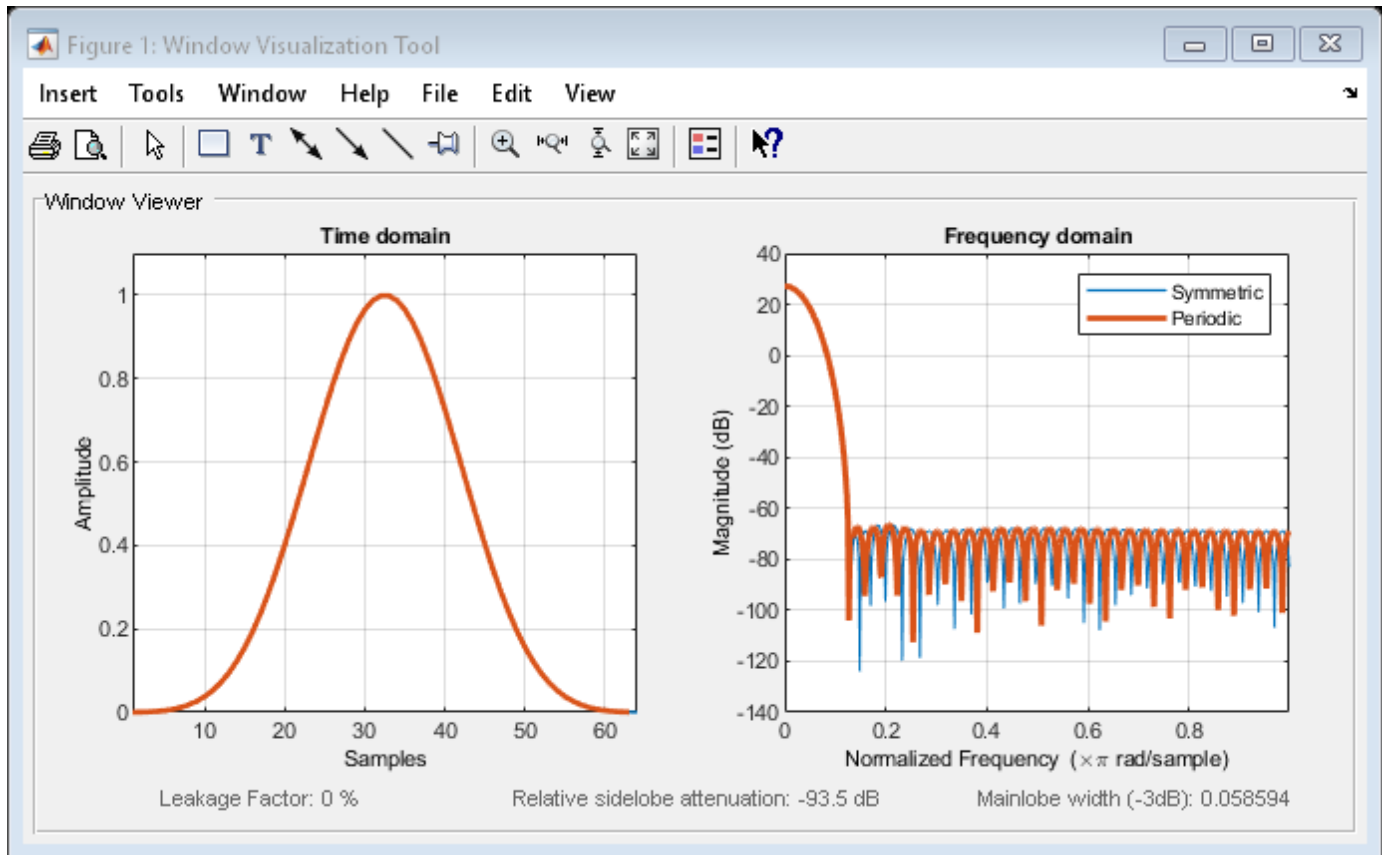 Figure 1: Window Visualization Tool
Insert Tools Window Help File Edit View
T
Window Viewer
Time domain
Amplitude
1
0.8
0.6
0.4
0.2
0
10 20 30 40 50 60
Samples
Frequency domain
Magnitude (dB)
40
20
0
-20
-40
-60
-80
-100
-120
-140
Symmetric
Periodic
0 0.2 0.4 0.6 0.8
Normalized Frequency (×π rad/sample)
Leakage Factor: 0 % Relative sidelobe attenuation: -93.5 dB Mainlobe width (-3dB): 0.058594